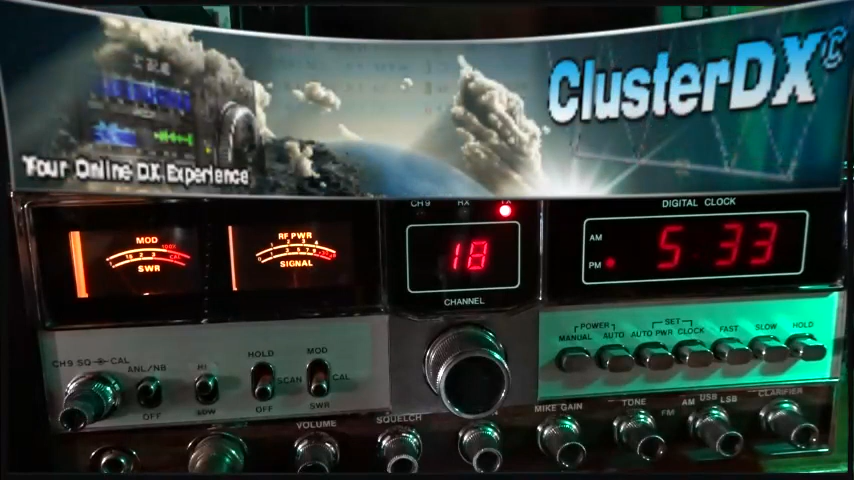 ClusterDX©
Your Online DX Experience
CH9 RX TX
DIGITAL CLOCK
MOD
SWR
RF PWR
SIGNAL
18
CHANNEL
AM
PM
5 33
POWER
SET
MANUAL AUTO AUTO PWR CLOCK FAST SLOW HOLD
CH9 SQ CAL
ANL/NB
OFF
HI
HOLD
SCAN
OFF
MOD
CAL
SWR
VOLUME
SQUELCH
MIKE GAIN
TONE
FM AM USB LSB
CLARIFIER